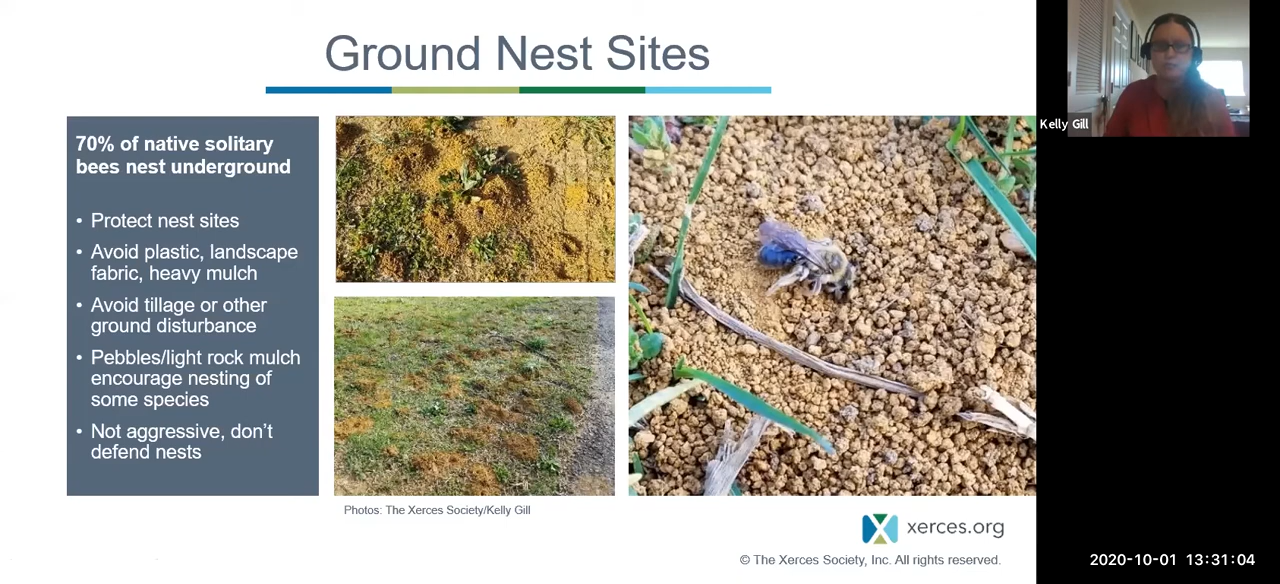 Ground Nest Sites
70% of native solitary
bees nest underground
• Protect nest sites
• Avoid plastic, landscape
fabric, heavy mulch
• Avoid tillage or other
ground disturbance
• Pebbles/light rock mulch
encourage nesting of
some species
• Not aggressive, don’t
defend nests
Photos: The Xerces Society/Kelly Gill
xerces.org
© The Xerces Society, Inc. All rights reserved.
Kelly Gill
2020-10-01 13:31:04